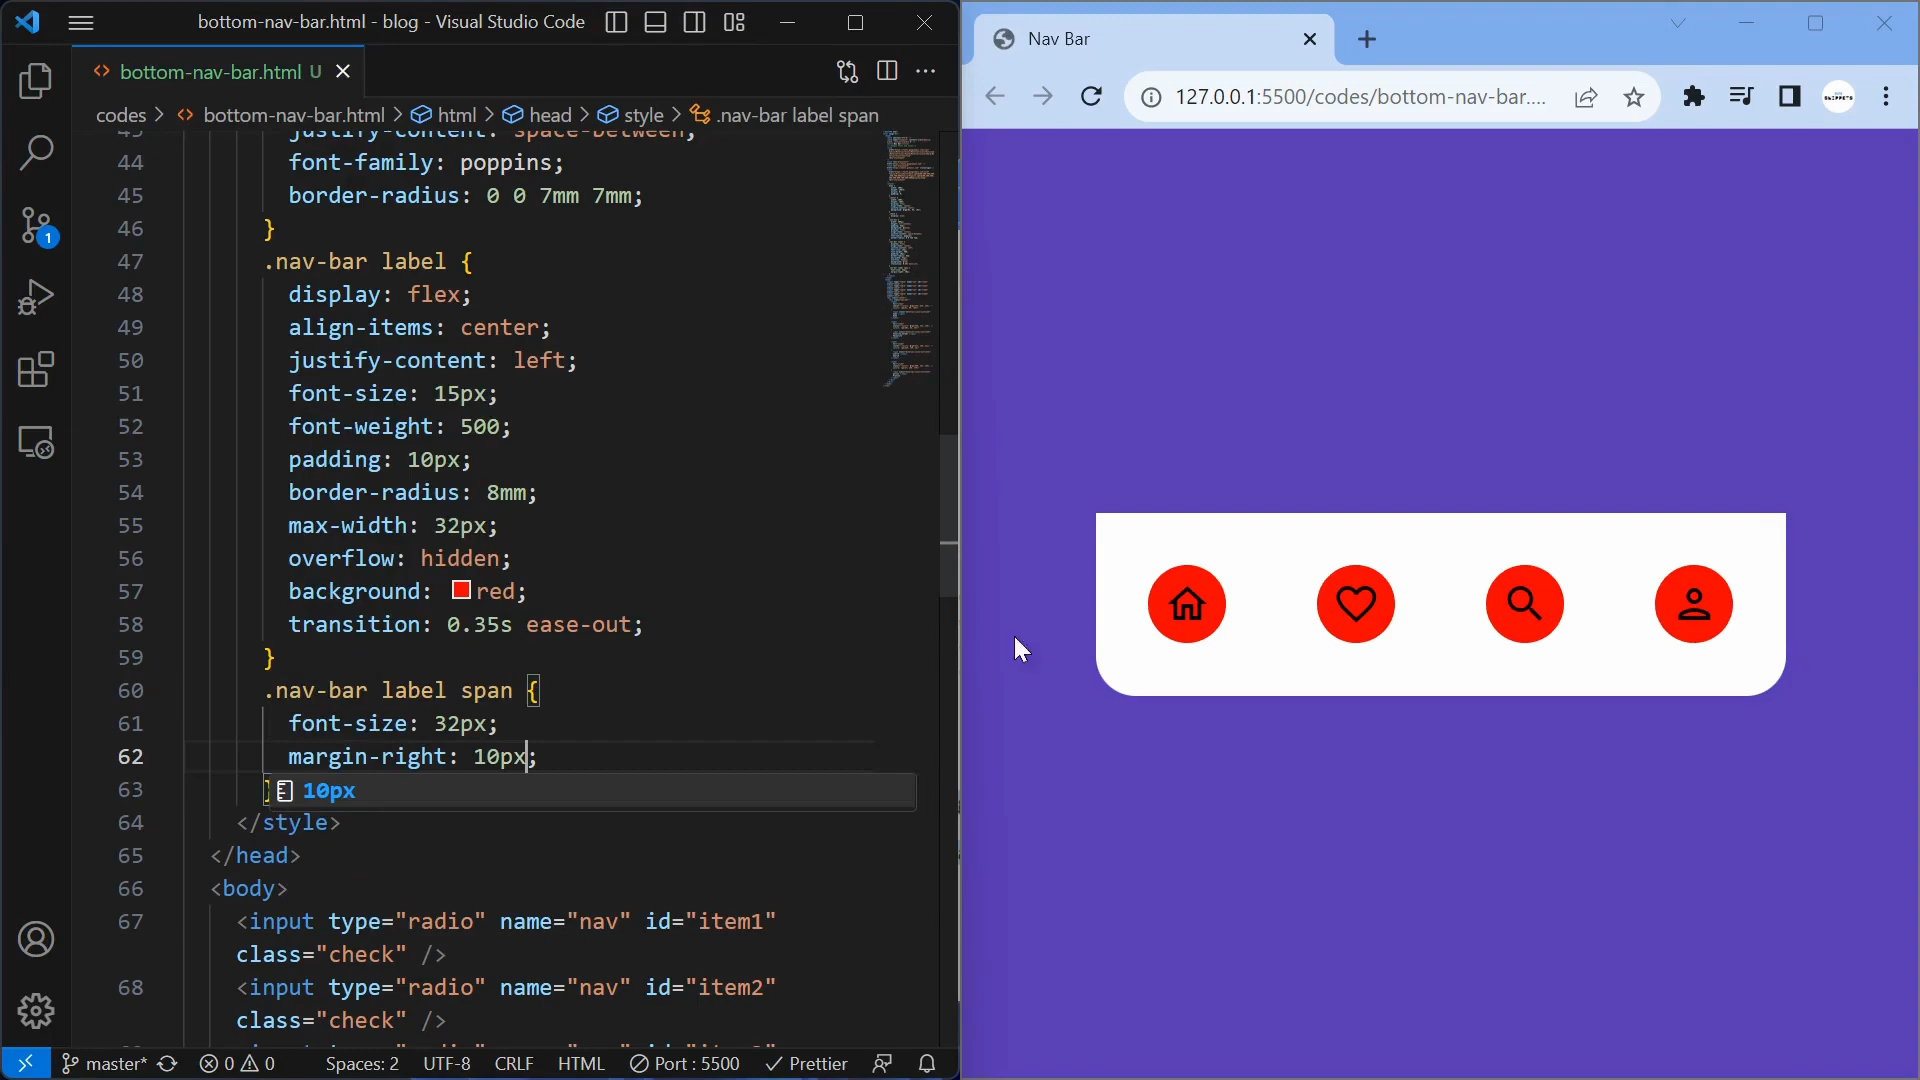 bottom-nav-bar.html - blog - Visual Studio Code
bottom-nav-bar.html U
codes > bottom-nav-bar.html > html > head > style > .nav-bar label span
43 justify-content: space-between;
44 font-family: poppins;
45 border-radius: 0 0 7mm 7mm;
46 }
47 .nav-bar label {
48 display: flex;
49 align-items: center;
50 justify-content: left;
51 font-size: 15px;
52 font-weight: 500;
53 padding: 10px;
54 border-radius: 8mm;
55 max-width: 32px;
56 overflow: hidden;
57 background: red;
58 transition: 0.35s ease-out;
59 }
60 .nav-bar label span {
61 font-size: 32px;
62 margin-right: 10px;
63 }
10px
64 </style>
65 </head>
66 <body>
67 <input type="radio" name="nav" id="item1"
class="check" />
68 <input type="radio" name="nav" id="item2"
class="check" />
1
master* 0 0 Spaces: 2 UTF-8 CRLF HTML Port : 5500 Prettier
Nav Bar
127.0.0.1:5500/codes/bottom-nav-bar....